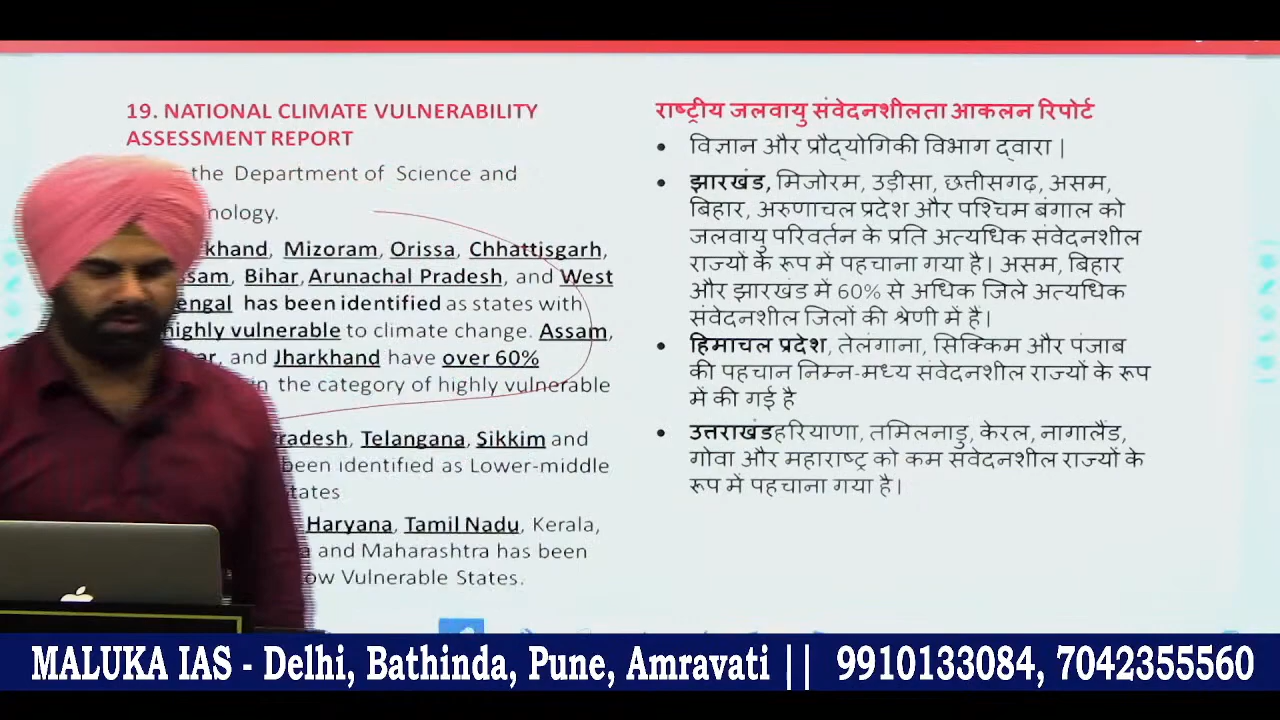 19. NATIONAL CLIMATE VULNERABILITY
ASSESSMENT REPORT
the Department of Science and
nology.
khand, Mizoram, Orissa, Chhattisgarh,
ssam, Bihar, Arunachal Pradesh, and West
engal has been identified as states with
highly vulnerable to climate change. Assam,
ar, and Jharkhand have over 60%
in the category of highly vulnerable
radesh, Telangana, Sikkim and
been identified as Lower-middle
states
Haryana, Tamil Nadu, Kerala,
and Maharashtra has been
ow Vulnerable States.
राष्ट्रीय जलवायु संवेदनशीलता आकलन रिपोर्ट
• विज्ञान और प्रौद्योगिकी विभाग द्वारा |
• झारखंड, मिजोरम, उड़ीसा, छत्तीसगढ़, असम,
बिहार, अरुणाचल प्रदेश और पश्चिम बंगाल को
जलवायु परिवर्तन के प्रति अत्यधिक संवेदनशील
राज्यों के रूप में पहचाना गया है। असम, बिहार
और झारखंड में 60% से अधिक जिले अत्यधिक
संवेदनशील जिलों की श्रेणी में है।
• हिमाचल प्रदेश, तेलंगाना, सिक्किम और पंजाब
की पहचान निम्न-मध्य संवेदनशील राज्यों के रूप
में की गई है
• उत्तराखंडहरियाणा, तमिलनाडु, केरल, नागालैंड,
गोवा और महाराष्ट्र को कम संवेदनशील राज्यों के
रूप में पहचाना गया है।
MALUKA IAS - Delhi, Bathinda, Pune, Amravati || 9910133084, 7042355560